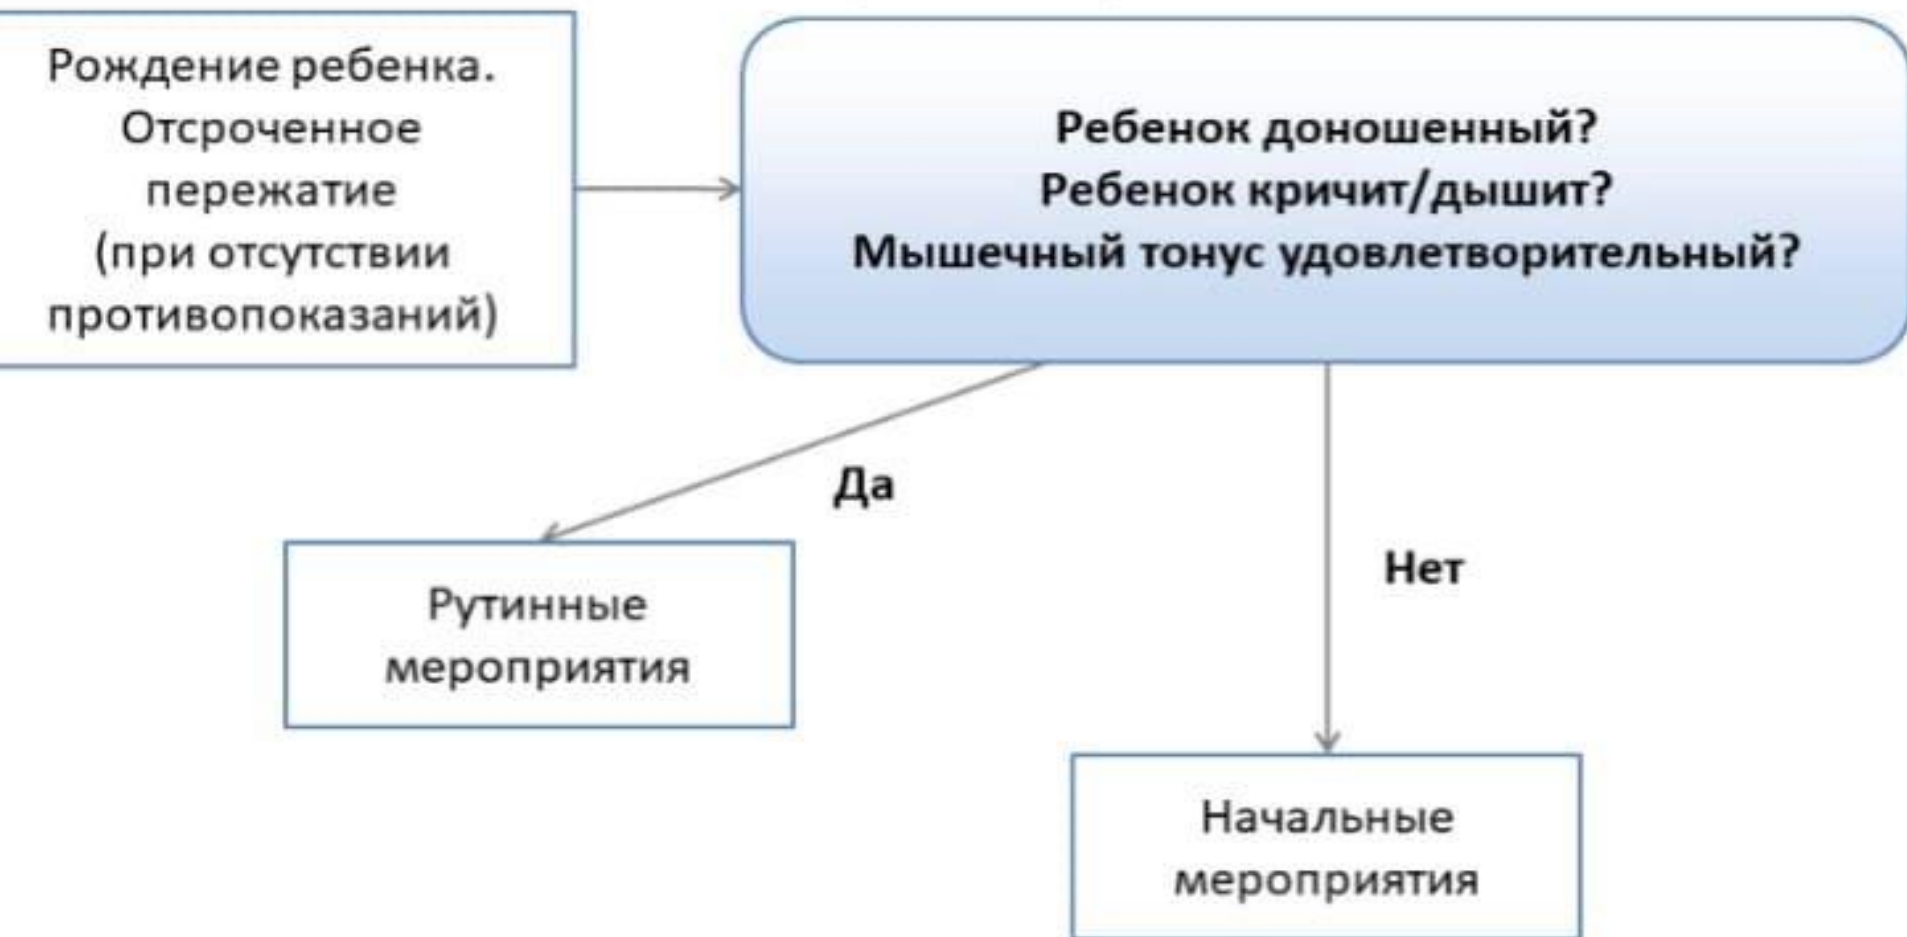 Рождение ребенка.
Отсроченное
пережатие
(при отсутствии
противопоказаний)
Ребенок доношенный?
Ребенок кричит/дышит?
Мышечный тонус удовлетворительный?
Да
Нет
Рутинные
мероприятия
Начальные
мероприятия